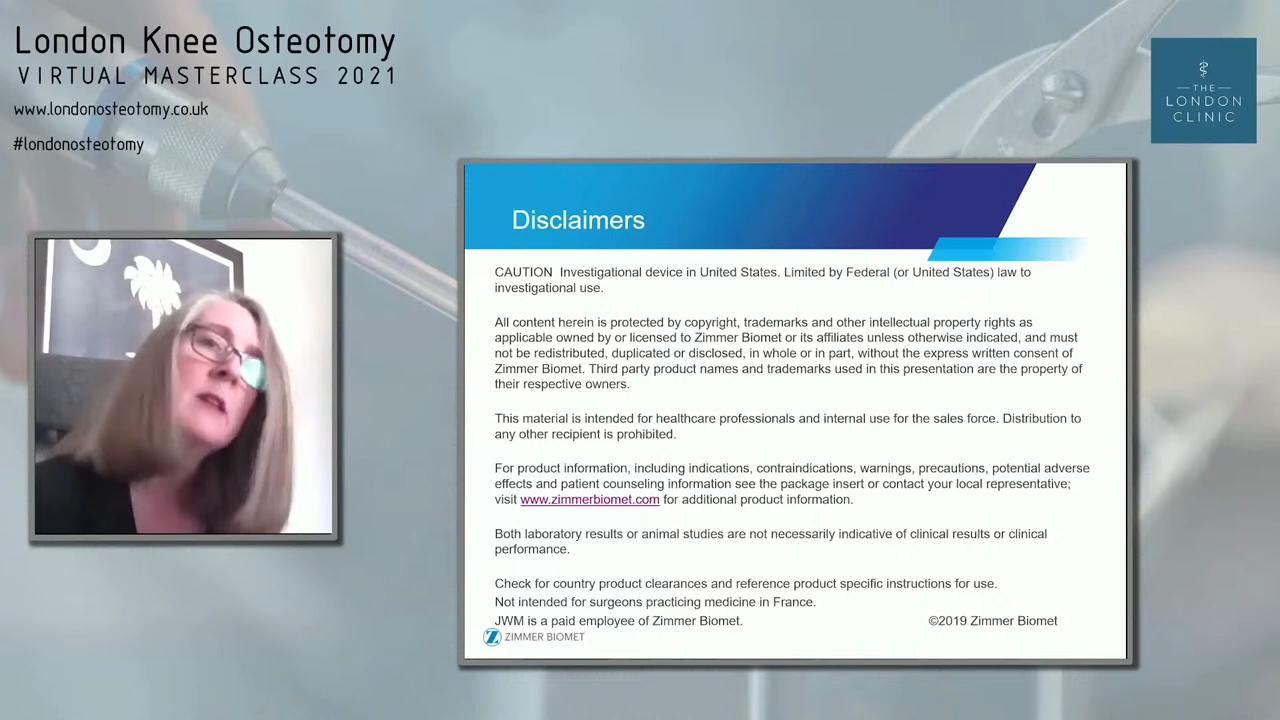 London Knee Osteotomy
VIRTUAL MASTERCLASS 2021
www.londonosteotomy.co.uk
#londonosteotomy
THE
LONDON
CLINIC
Disclaimers
CAUTION Investigational device in United States. Limited by Federal (or United States) law to
investigational use.
All content herein is protected by copyright, trademarks and other intellectual property rights as
applicable owned by or licensed to Zimmer Biomet or its affiliates unless otherwise indicated, and must
not be redistributed, duplicated or disclosed, in whole or in part, without the express written consent of
Zimmer Biomet. Third party product names and trademarks used in this presentation are the property of
their respective owners.
This material is intended for healthcare professionals and internal use for the sales force. Distribution to
any other recipient is prohibited.
For product information, including indications, contraindications, warnings, precautions, potential adverse
effects and patient counseling information see the package insert or contact your local representative;
visit www.zimmerbiomet.com for additional product information.
Both laboratory results or animal studies are not necessarily indicative of clinical results or clinical
performance.
Check for country product clearances and reference product specific instructions for use.
Not intended for surgeons practicing medicine in France.
JWM is a paid employee of Zimmer Biomet.
©2019 Zimmer Biomet
ZIMMER BIOMET